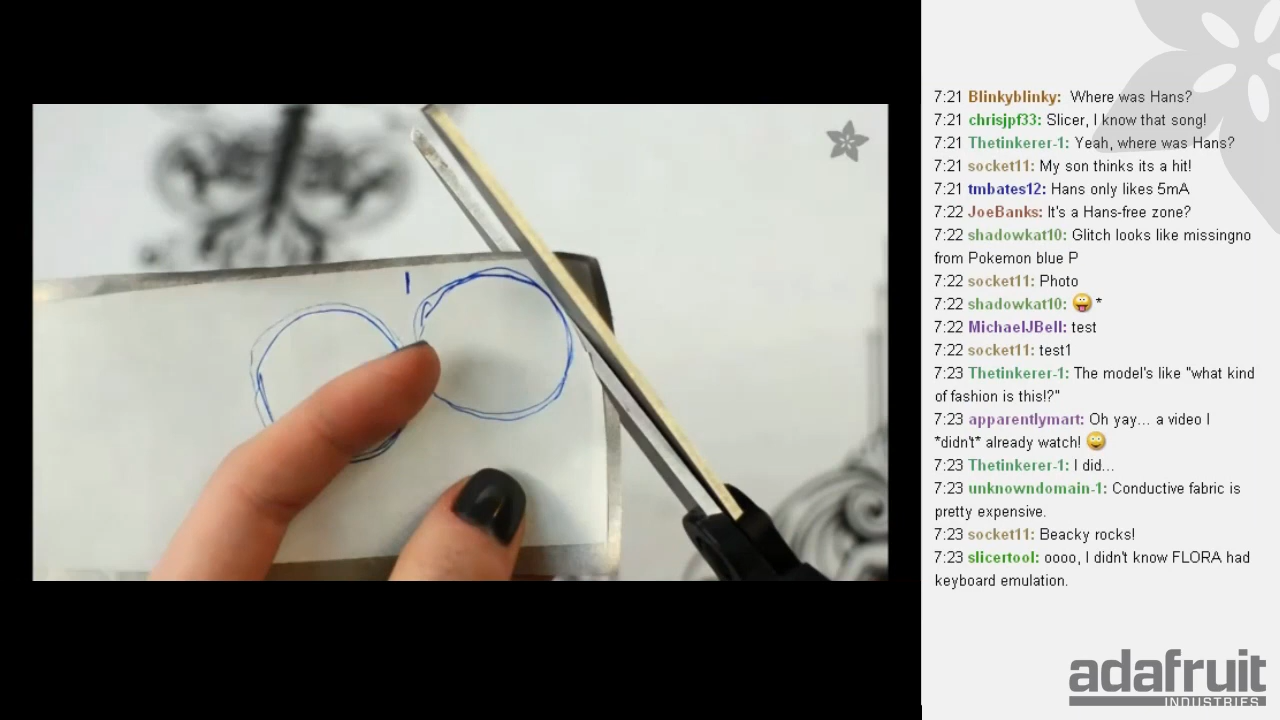 7:21 Blinkyblinky: Where was Hans?
7:21 chrisjpf33: Slicer, I know that song!
7:21 Thetinkerer-1: Yeah, where was Hans?
7:21 socket11: My son thinks its a hit!
7:21 tmbates12: Hans only likes 5mA
7:22 JoeBanks: It's a Hans-free zone?
7:22 shadowkat10: Glitch looks like missingno
from Pokemon blue P
7:22 socket11: Photo
7:22 shadowkat10: *
7:22 MichaelJBell: test
7:22 socket11: test1
7:23 Thetinkerer-1: The model's like "what kind
of fashion is this!?"
7:23 apparentlymart: Oh yay... a video I
*didn't* already watch!
7:23 Thetinkerer-1: I did...
7:23 unknowndomain-1: Conductive fabric is
pretty expensive.
7:23 socket11: Beacky rocks!
7:23 slicertool: oooo, I didn't know FLORA had
keyboard emulation.
adafruit
INDUSTRIES